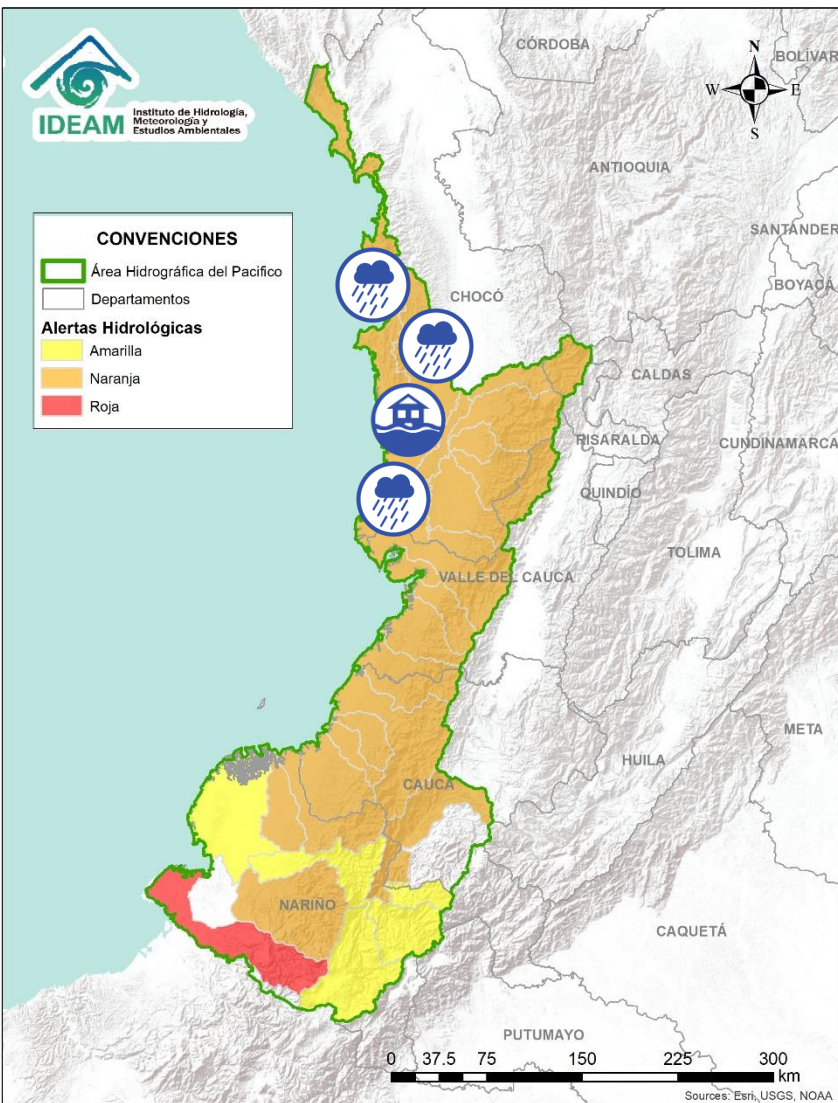 IDEAM
Instituto de Hidrología,
Meteorología y
Estudios Ambientales
N
W
E
S
CONVENCIONES
Área Hidrográfica del Pacifico
Departamentos
Alertas Hidrológicas
Amarilla
Naranja
Roja
CÓRDOBA
BOLÍVAR
ANTIOQUIA
SANTANDER
BOYACÁ
CHOCÓ
CALDAS
RISARALDA
CUNDINAMARCA
QUINDÍO
TOLIMA
VALLE DEL CAUCA
META
HUILA
CAUCA
NARIÑO
CAQUETÁ
PUTUMAYO
0 37.5 75 150 225 300
km
Sources: Esri, USGS, NOAA